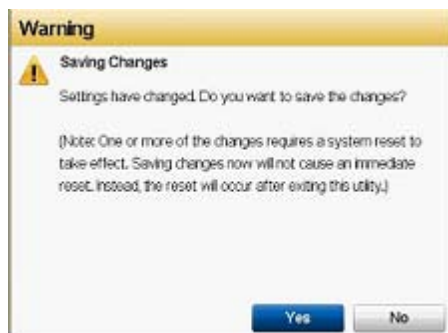 Warning
Saving Changes
Settings have changed. Do you want to save the changes?
(Note: One or more of the changes requires a system reset to
take effect. Saving changes now will not cause an immediate
reset. Instead, the reset will occur after exiting this utility.)
Yes
No